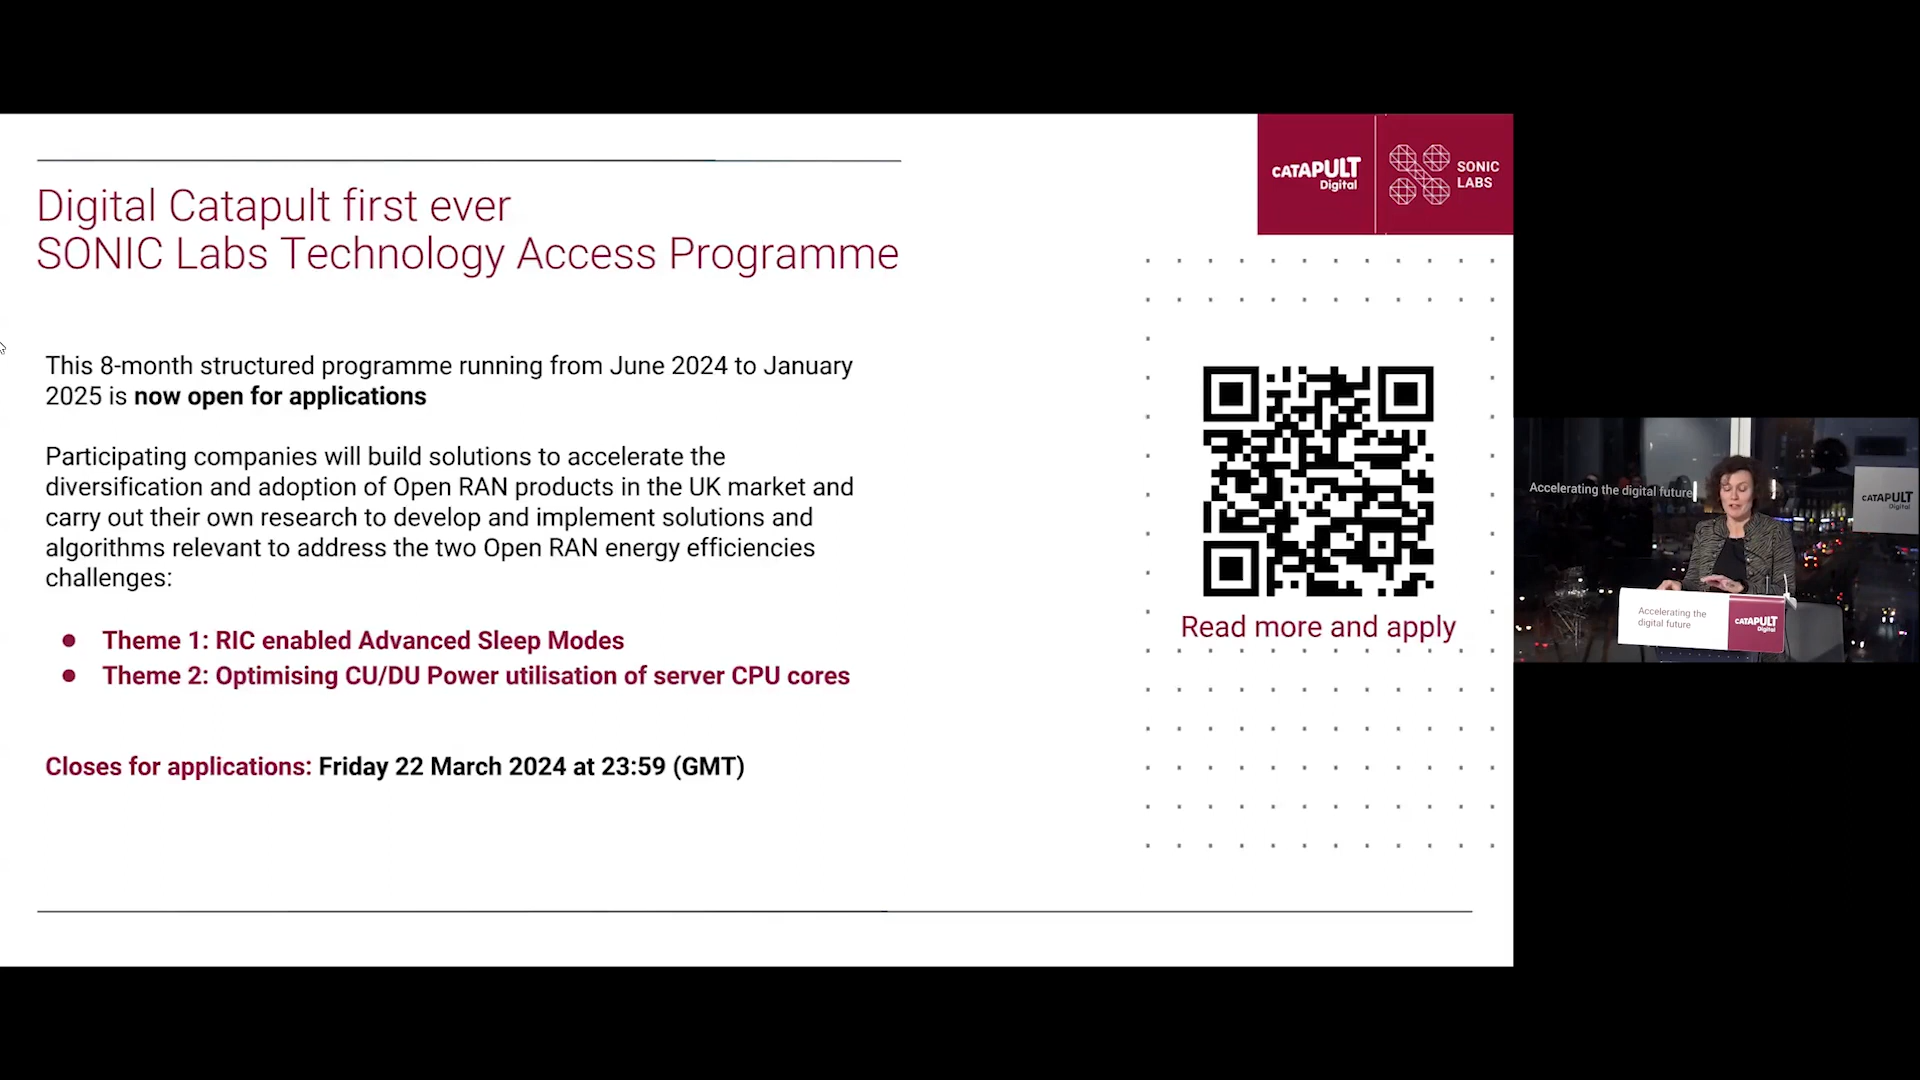 Digital Catapult first ever
SONIC Labs Technology Access Programme
This 8-month structured programme running from June 2024 to January
2025 is now open for applications
Participating companies will build solutions to accelerate the
diversification and adoption of Open RAN products in the UK market and
carry out their own research to develop and implement solutions and
algorithms relevant to address the two Open RAN energy efficiencies
challenges:
● Theme 1: RIC enabled Advanced Sleep Modes
● Theme 2: Optimising CU/DU Power utilisation of server CPU cores
Closes for applications: Friday 22 March 2024 at 23:59 (GMT)
CATAPULT
Digital
SONIC
LABS
Read more and apply
Accelerating the digital future
CATAPULT
Digital
Accelerating the
digital future
CATAPULT
Digital